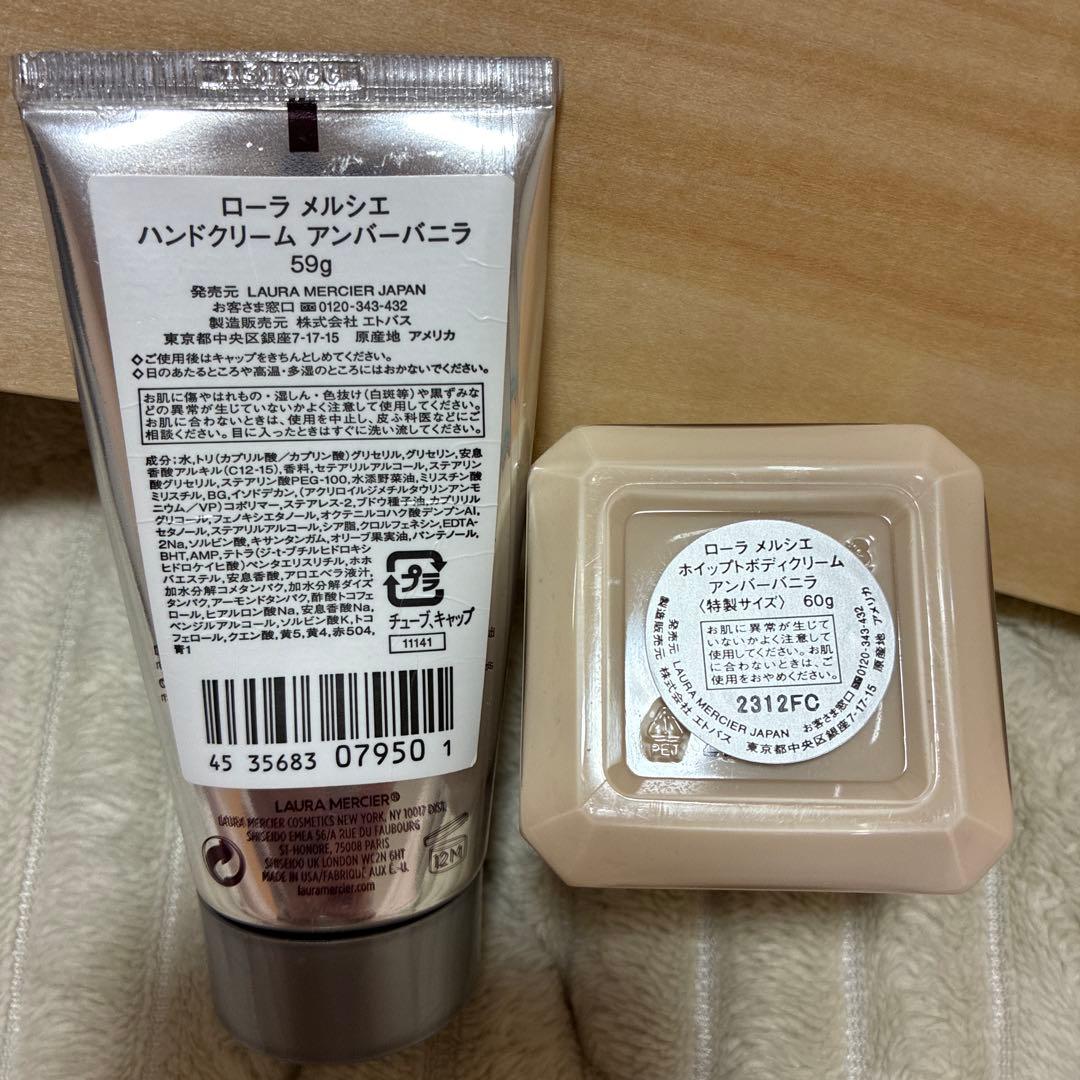 ローラ メルシエ
ハンドクリーム アンバーバニラ
59g
発売元 LAURA MERCIER JAPAN
お客さま窓口 0120-343-432
製造販売元 株式会社 エトバス
東京都中央区銀座7-17-15 原産地 アメリカ
◇ご使用後はキャップをきちんとしめてください。
◇日のあたるところや高温・多湿のところにはおかないでください。
お肌に傷やはれもの・湿しん・色抜け(白斑等)や黒ずみな
どの異常が生じていないかよく注意して使用してください。
お肌に合わないときは、使用を中止し、皮ふ科医などにご
相談ください。目に入ったときはすぐに洗い流してください。
成分:水,トリ(カプリル酸/カプリン酸)グリセリル,グリセリン,安息
香酸アルキル(C12-15),香料,セテアリルアルコール,ステアリン
酸グリセリル,ステアリン酸PEG-100,水添野菜油,ミリスチン酸
ミリスチル,BG,イソドデカン,(アクリロイルジメチルタウリンアンモ
ニウム/VP)コポリマー,ステアレス-2,ブドウ種子油,カプリリル
グリコール,フェノキシエタノール,オクテニルコハク酸デンプンAl,
セタノール,ステアリルアルコール,シア脂,クロルフェネシン,EDTA-
2Na,ソルビン酸,キサンタンガム,オリーブ果実油,パンテノール,
BHT,AMP,テトラ(ジ-t-ブチルヒドロキシ
ヒドロケイヒ酸)ペンタエリスリチル,ホホ
バエステル,安息香酸,アロエベラ液汁,
加水分解コメタンパク,加水分解ダイズ
タンパク,アーモンドタンパク,酢酸トコフェ
ロール,ヒアルロン酸Na,安息香酸Na,
ベンジルアルコール,ソルビン酸K,トコ
フェロール,クエン酸,黄5,黄4,赤504,
青1
プラ
チューブ、キャップ
11141
4 535683 079501
LAURA MERCIER®
LAURA MERCIER COSMETICS NEW YORK, NY 10017 DIST.
SHISEIDO EMEA 56/A RUE DU FAUBOURG
ST-HONORE, 75008 PARIS
SHISEIDO UK LONDON WC2N 6HT
MADE IN USA/FABRIQUÉ AUX É.-U.
lauramercier.com
12M
ローラ メルシエ
ホイップトボディクリーム
アンバーバニラ
〈特製サイズ〉 60g
お肌に異常が生じて
いないかよく注意して
使用してください。お肌
に合わないときは、ご
使用をおやめください。
2312FC
発売元 LAURA MERCIER JAPAN お客さま窓口 0120-343-432
製造販売元 株式会社 エトバス 東京都中央区銀座7-17-15 原産地 アメリカ
PET